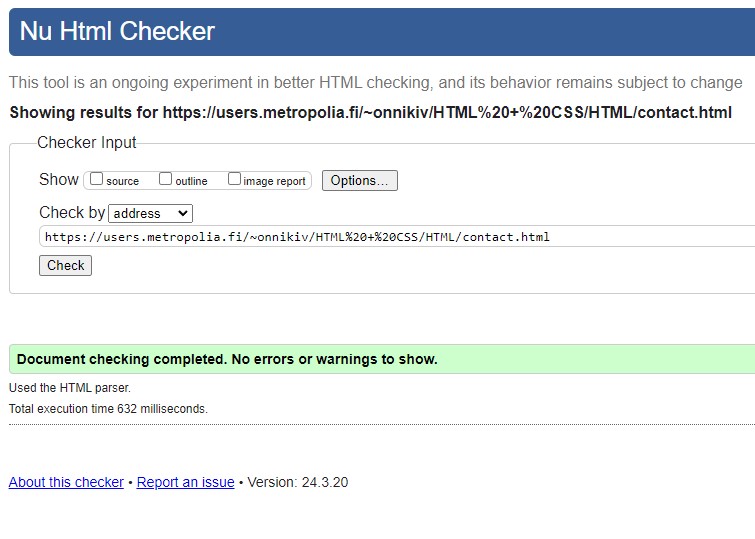 Nu Html Checker
This tool is an ongoing experiment in better HTML checking, and its behavior remains subject to change
Showing results for https://users.metropolia.fi/~onnikiv/HTML%20+%20CSS/HTML/contact.html
Checker Input
Show source outline image report Options...
Check by address
https://users.metropolia.fi/~onnikiv/HTML%20+%20CSS/HTML/contact.html
Check
Document checking completed. No errors or warnings to show.
Used the HTML parser.
Total execution time 632 milliseconds.
About this checker • Report an issue • Version: 24.3.20